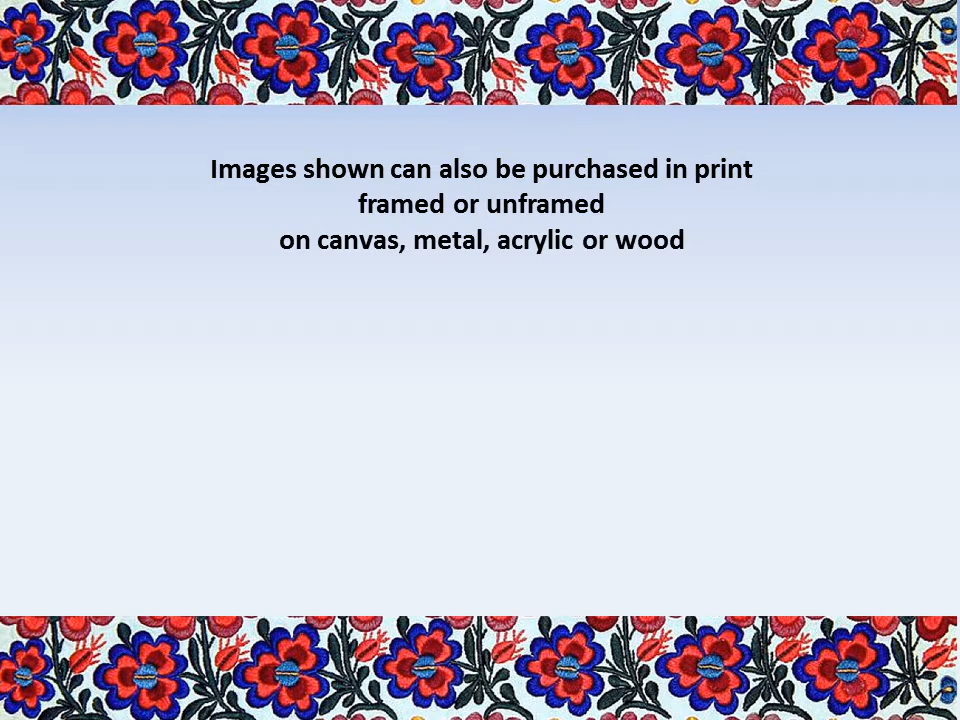 Images shown can also be purchased in print
framed or unframed
on canvas, metal, acrylic or wood